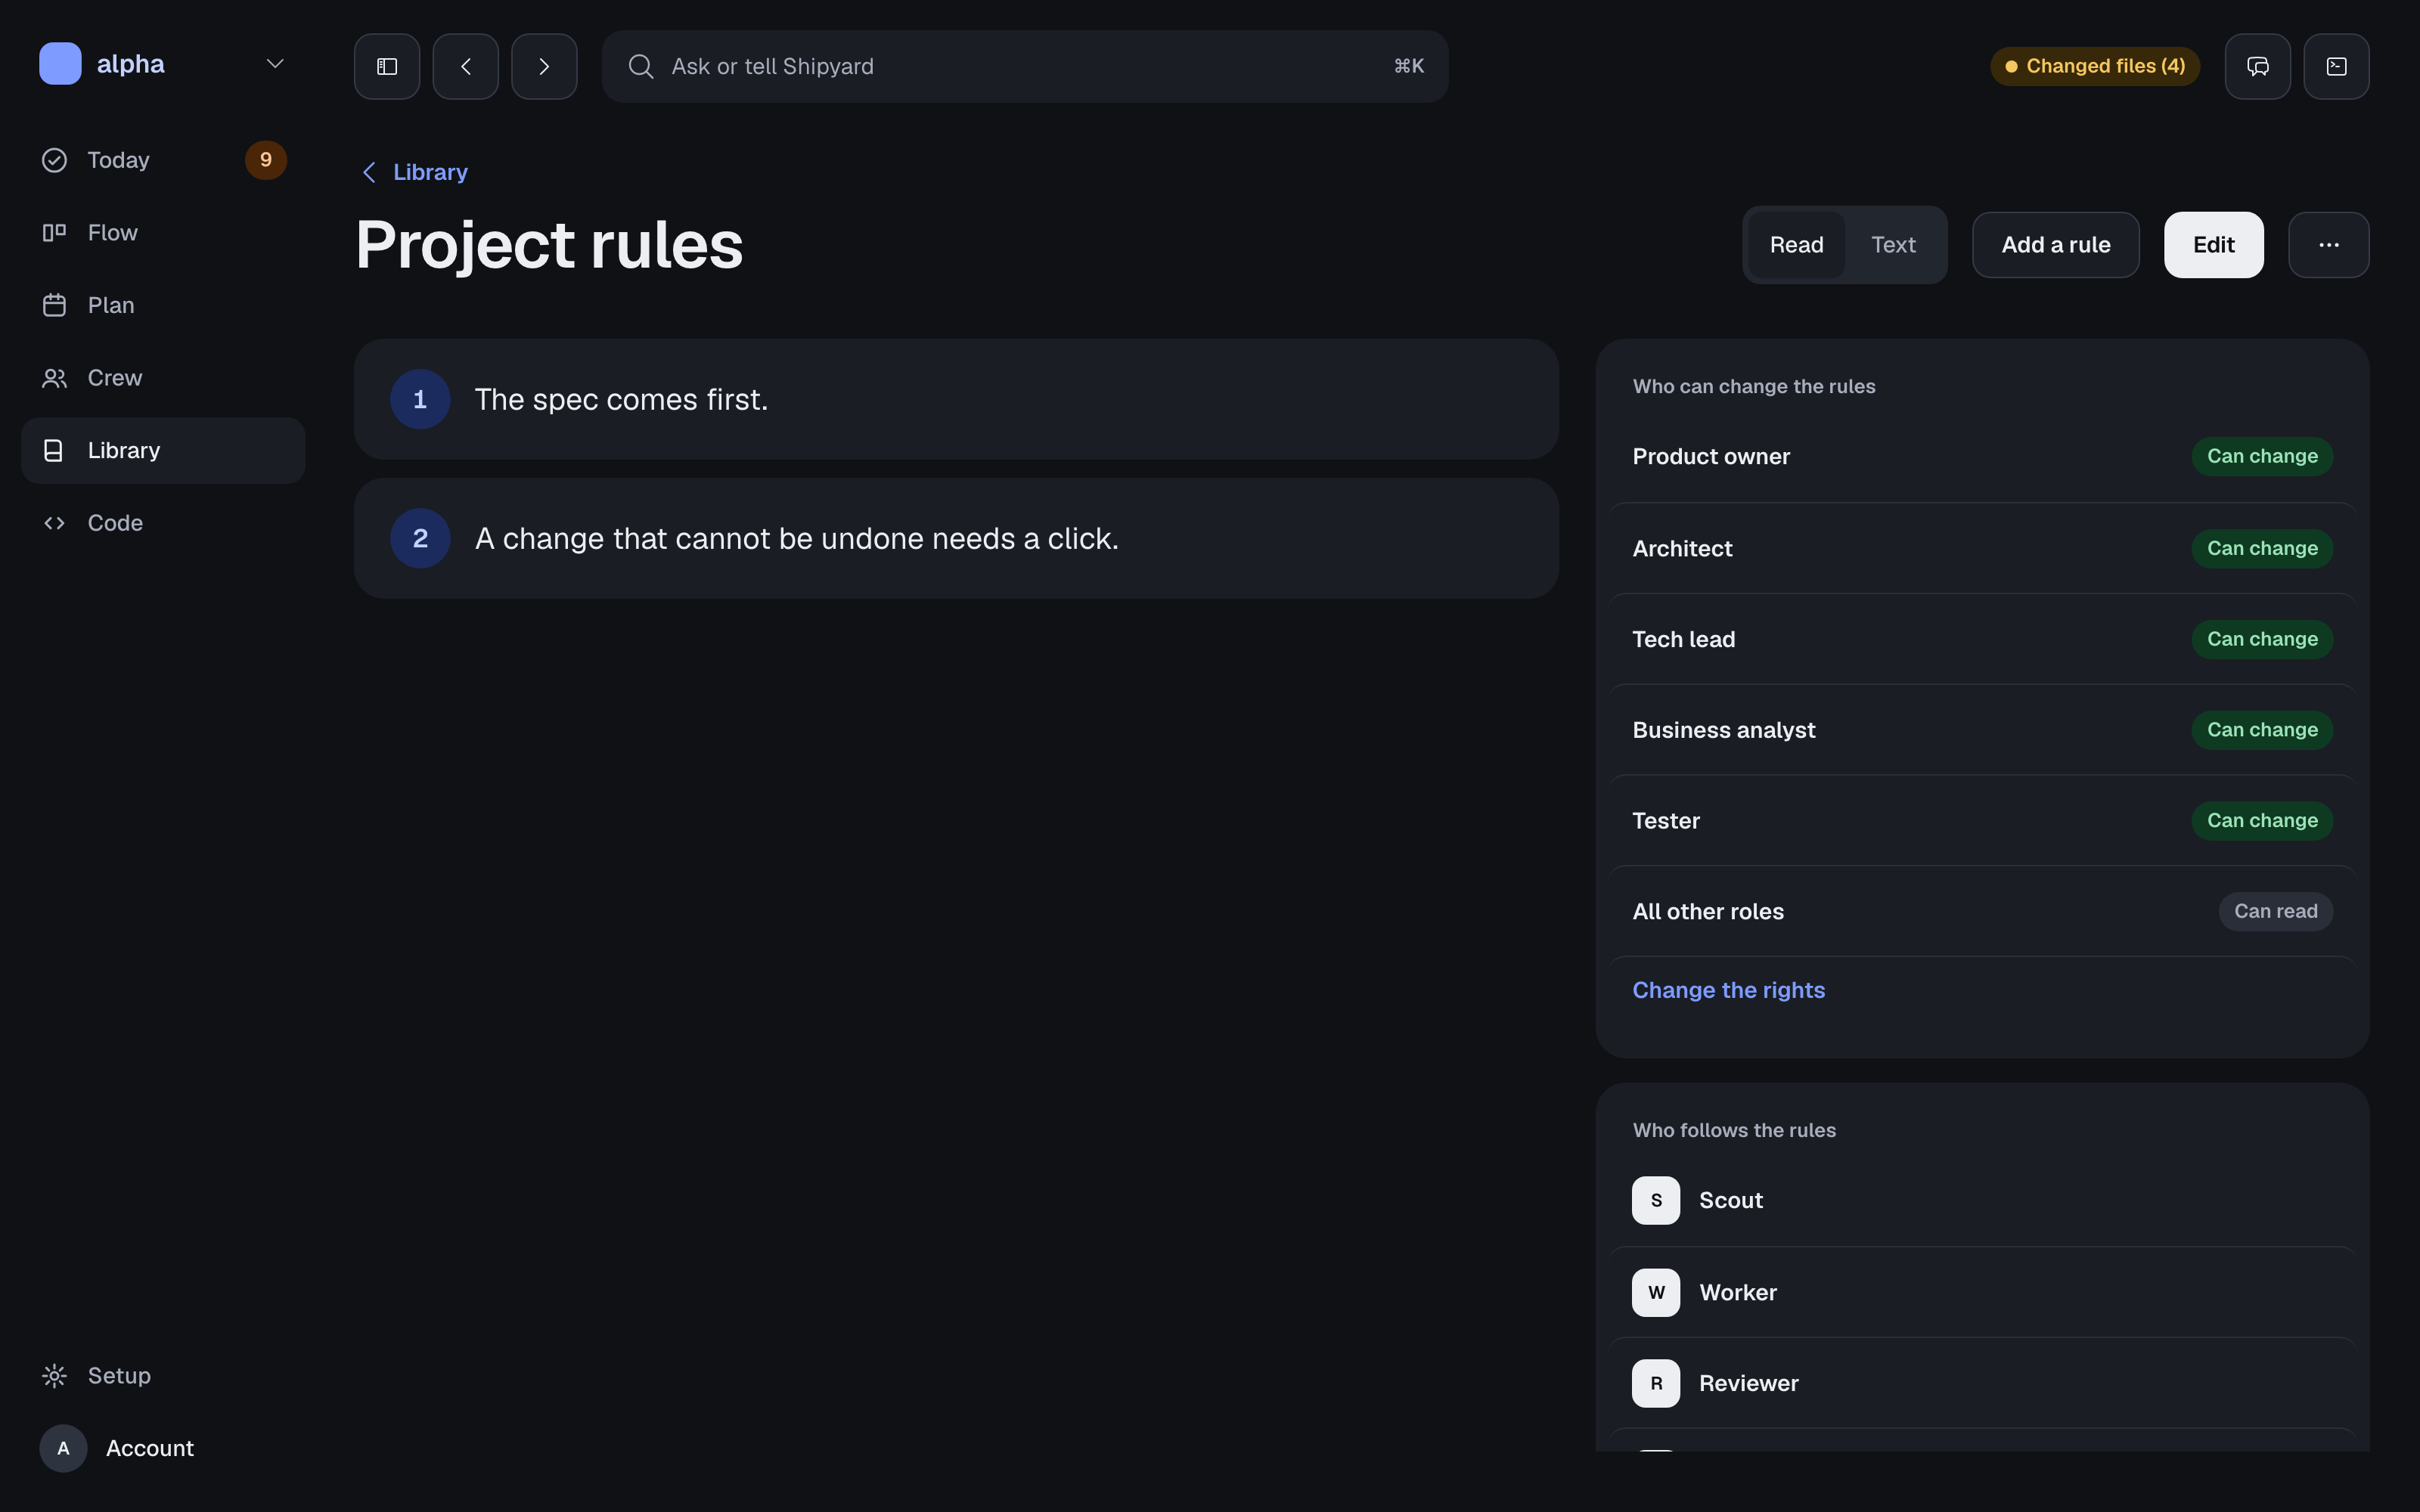 alpha
Ask or tell Shipyard
⌘K
Changed files (4)
Today
9
Flow
Plan
Crew
Library
Code
Setup
A
Account
Library
Project rules
Read
Text
Add a rule
Edit
1
The spec comes first.
2
A change that cannot be undone needs a click.
Who can change the rules
Product owner
Can change
Architect
Can change
Tech lead
Can change
Business analyst
Can change
Tester
Can change
All other roles
Can read
Change the rights
Who follows the rules
S
Scout
W
Worker
R
Reviewer